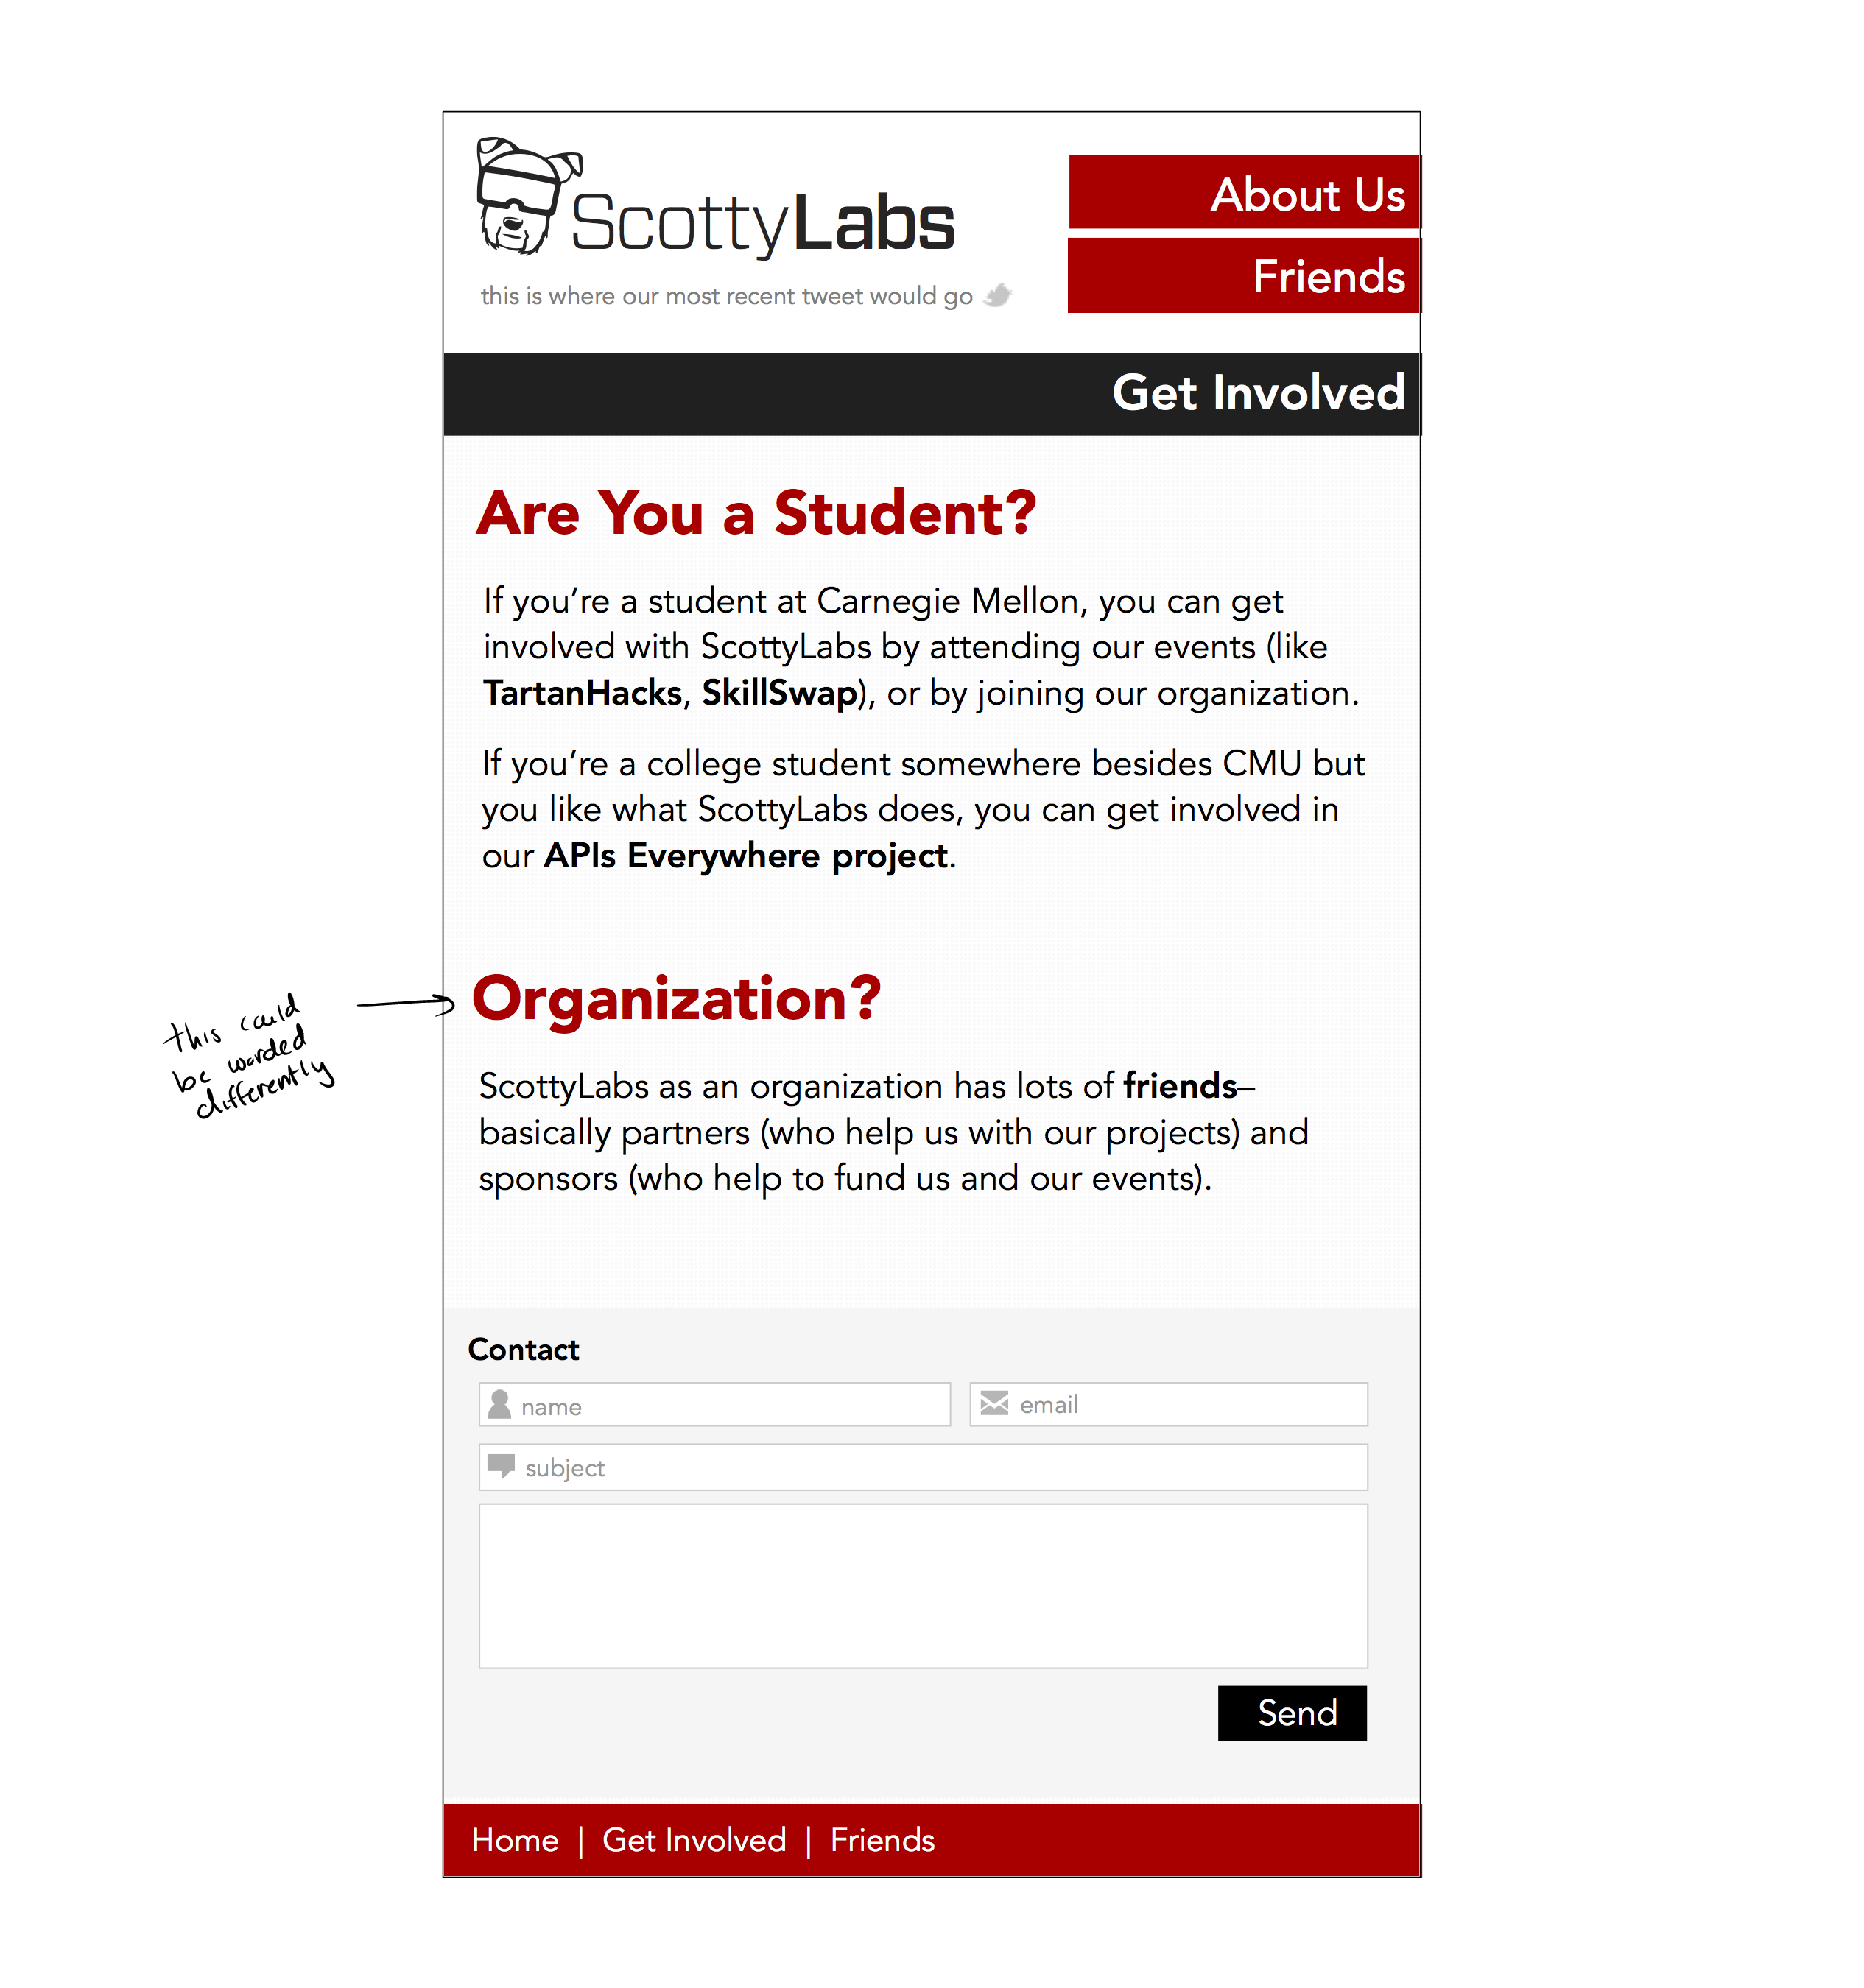 ScottyLabs
this is where our most recent tweet would go
About Us
Friends
Get Involved
Are You a Student?
If you’re a student at Carnegie Mellon, you can get
involved with ScottyLabs by attending our events (like
TartanHacks, SkillSwap), or by joining our organization.
If you’re a college student somewhere besides CMU but
you like what ScottyLabs does, you can get involved in
our APIs Everywhere project.
this could
be worded
differently
Organization?
ScottyLabs as an organization has lots of friends–
basically partners (who help us with our projects) and
sponsors (who help to fund us and our events).
Contact
name
email
subject
Send
Home | Get Involved | Friends